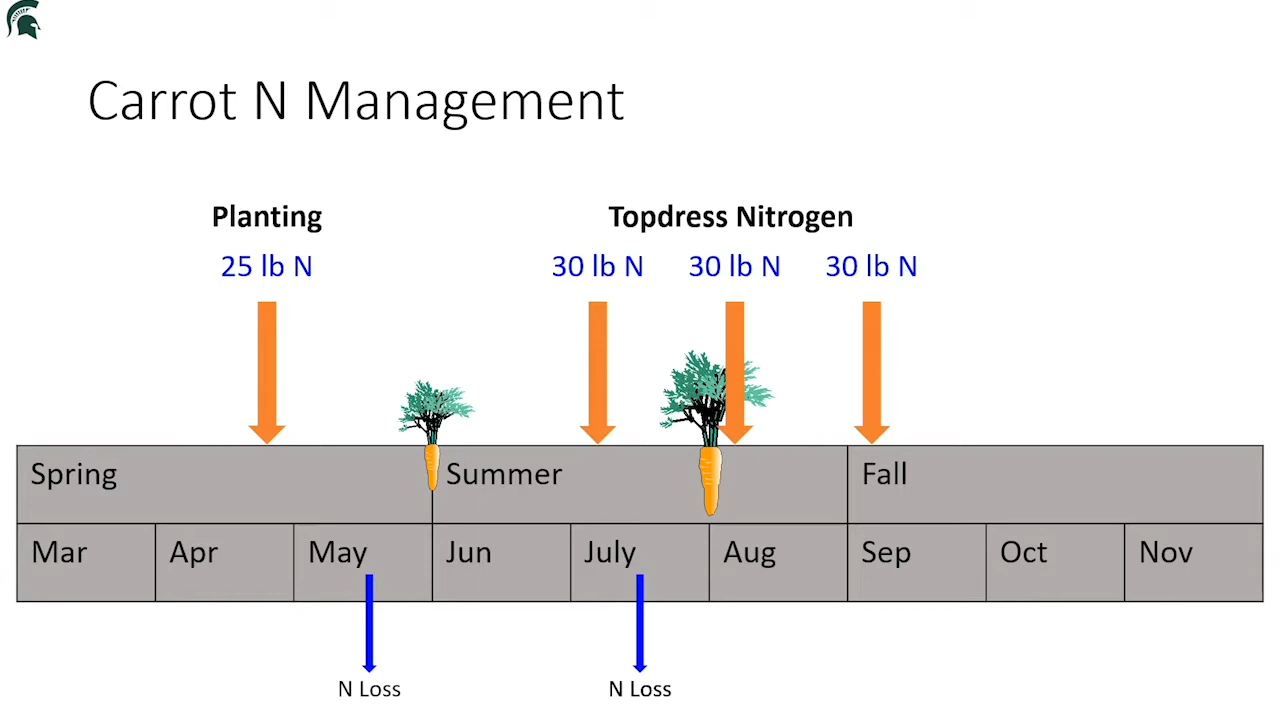 Carrot N Management
Planting
Topdress Nitrogen
25 lb N
30 lb N
30 lb N
30 lb N
Spring
Summer
Fall
Mar
Apr
May
Jun
July
Aug
Sep
Oct
Nov
N Loss
N Loss